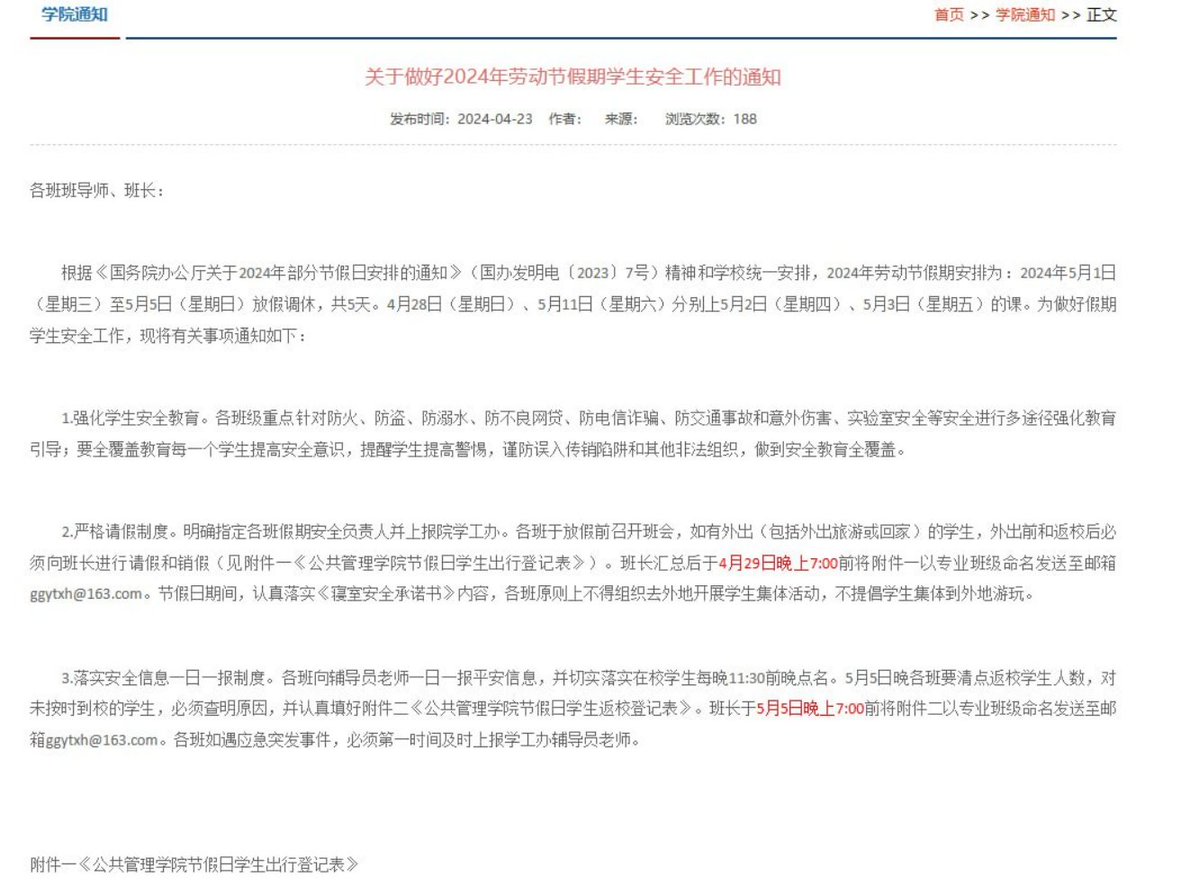 学院通知
首页 >> 学院通知 >> 正文
关于做好2024年劳动节假期学生安全工作的通知
发布时间：2024-04-23 作者： 来源： 浏览次数：188
各班班导师、班长：
根据《国务院办公厅关于2024年部分节假日安排的通知》（国办发明电〔2023〕7号）精神和学校统一安排，2024年劳动节假期安排为：2024年5月1日
（星期三）至5月5日（星期日）放假调休，共5天。4月28日（星期日）、5月11日（星期六）分别上5月2日（星期四）、5月3日（星期五）的课。为做好假期
学生安全工作，现将有关事项通知如下：
1.强化学生安全教育。各班级重点针对防火、防盗、防溺水、防不良网贷、防电信诈骗、防交通事故和意外伤害、实验室安全等安全进行多途径强化教育
引导；要全覆盖教育每一个学生提高安全意识，提醒学生提高警惕，谨防误入传销陷阱和其他非法组织，做到安全教育全覆盖。
2.严格请假制度。明确指定各班假期安全负责人并上报院学工办。各班于放假前召开班会，如有外出（包括外出旅游或回家）的学生，外出前和返校后必
须向班长进行请假和销假（见附件一《公共管理学院节假日学生出行登记表》）。班长汇总后于4月29日晚上7:00前将附件一以专业班级命名发送至邮箱
ggytxh@163.com。节假日期间，认真落实《寝室安全承诺书》内容，各班原则上不得组织去外地开展学生集体活动，不提倡学生集体到外地游玩。
3.落实安全信息一日一报制度。各班向辅导员老师一日一报平安信息，并切实落实在校学生每晚11:30前晚点名。5月5日晚各班要清点返校学生人数，对
未按时到校的学生，必须查明原因，并认真填好附件二《公共管理学院节假日学生返校登记表》。班长于5月5日晚上7:00前将附件二以专业班级命名发送至邮
箱ggytxh@163.com。各班如遇应急突发事件，必须第一时间及时上报学工办辅导员老师。
附件一《公共管理学院节假日学生出行登记表》